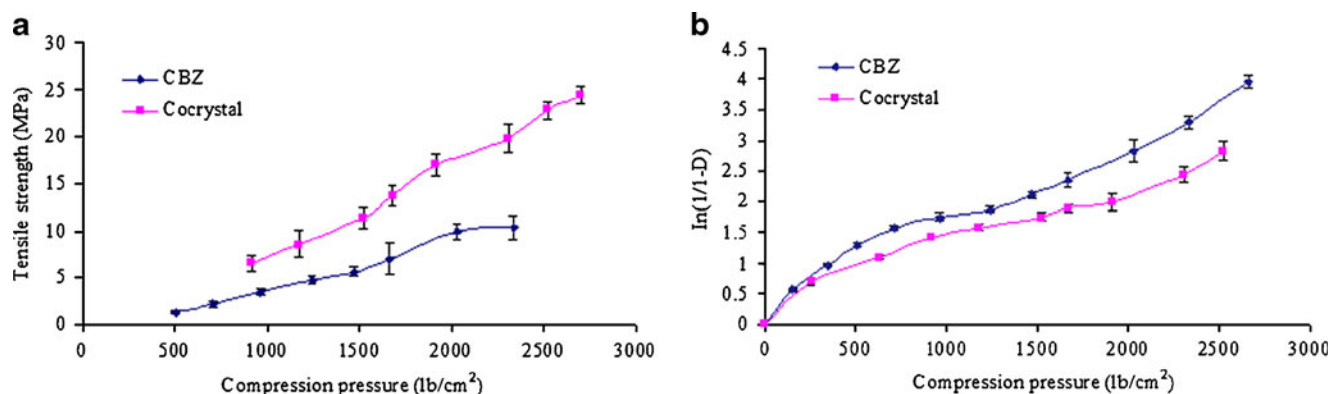 a
30
25
20
15
10
5
0
Tensile strength (MPa)
CBZ
Cocrystal
0 500 1000 1500 2000 2500 3000
Compression pressure (lb/cm²)
b
4.5
4
3.5
3
2.5
2
1.5
1
0.5
0
In(1/1-D)
CBZ
Cocrystal
0 500 1000 1500 2000 2500 3000
Compression pressure (lb/cm²)